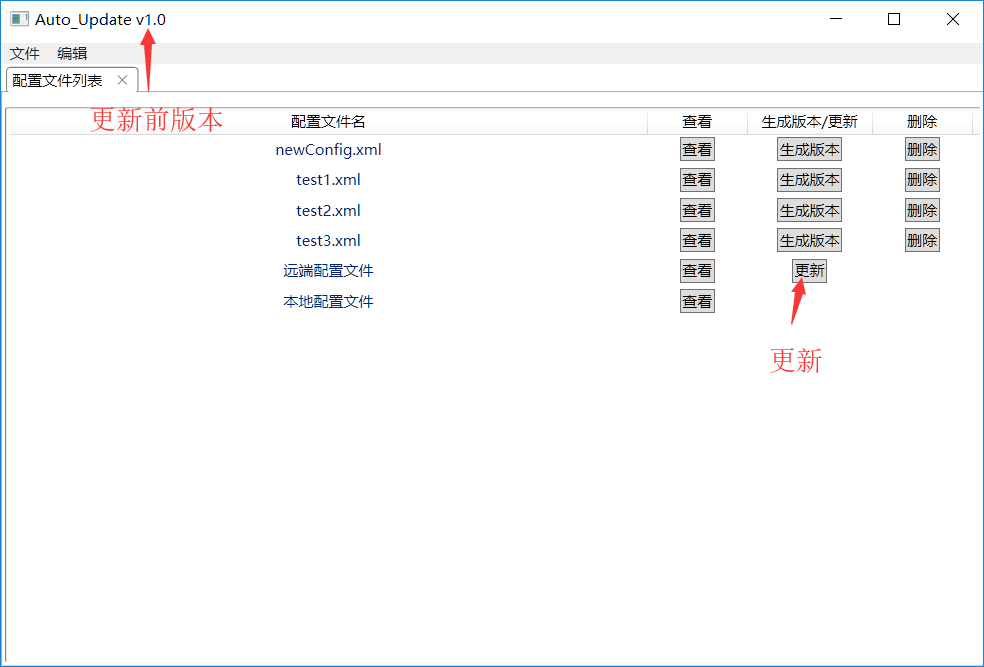 Auto_Update v1.0
文件 编辑
配置文件列表
更新前版本
配置文件名 查看 生成版本/更新 删除
newConfig.xml 查看 生成版本 删除
test1.xml 查看 生成版本 删除
test2.xml 查看 生成版本 删除
test3.xml 查看 生成版本 删除
远端配置文件 查看 更新
本地配置文件 查看
更新